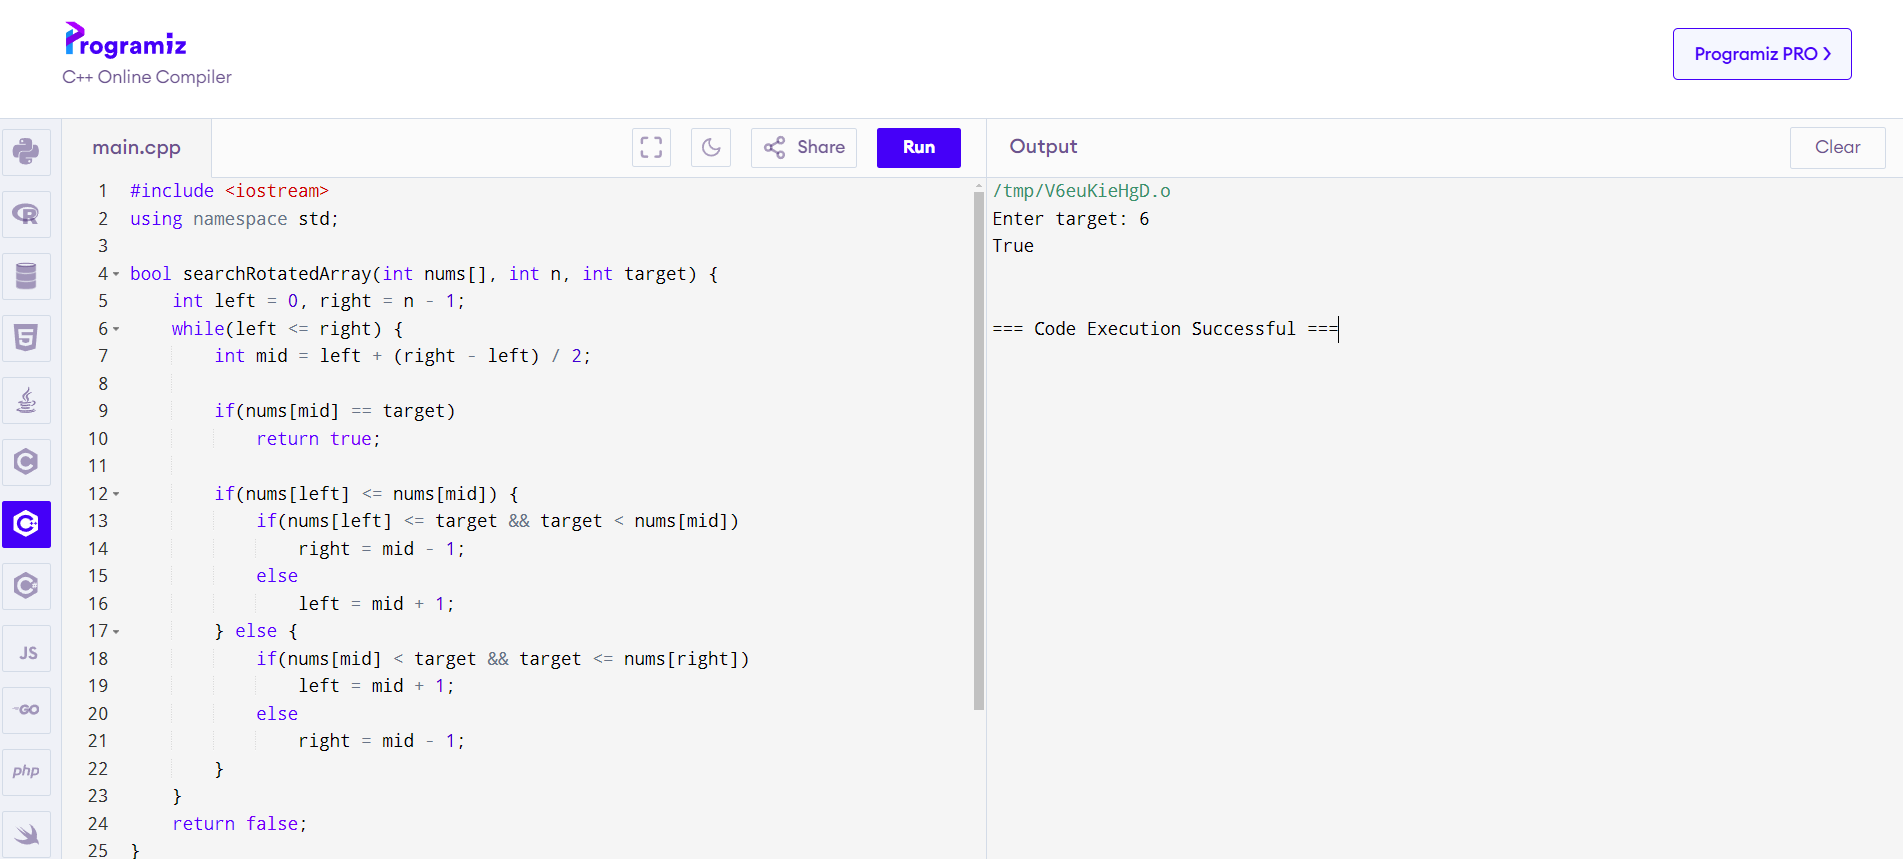 Programiz
C++ Online Compiler
Programiz PRO
main.cpp
Share
Run
Output
Clear
1 #include <iostream>
2 using namespace std;
3
4 bool searchRotatedArray(int nums[], int n, int target) {
5     int left = 0, right = n - 1;
6     while(left <= right) {
7         int mid = left + (right - left) / 2;
8
9         if(nums[mid] == target)
10             return true;
11
12         if(nums[left] <= nums[mid]) {
13             if(nums[left] <= target && target < nums[mid])
14                 right = mid - 1;
15             else
16                 left = mid + 1;
17         } else {
18             if(nums[mid] < target && target <= nums[right])
19                 left = mid + 1;
20             else
21                 right = mid - 1;
22         }
23     }
24     return false;
25 }
/tmp/V6euKieHgD.o
Enter target: 6
True
=== Code Execution Successful ===
R
5
C
C++
C#
JS
GO
php